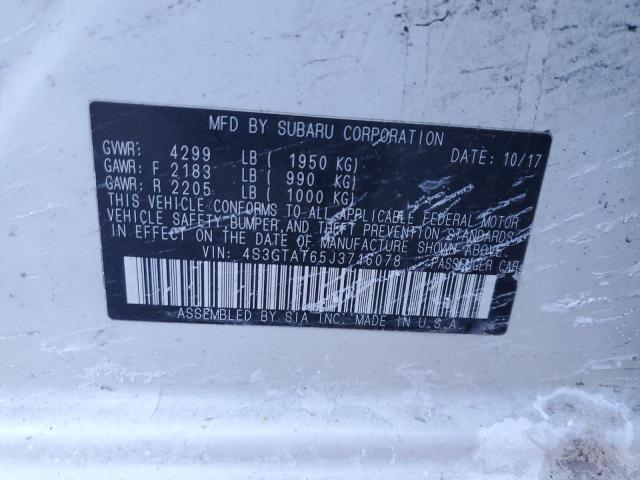 MFD BY SUBARU CORPORATION
GVWR: 4299 LB ( 1950 KG) DATE: 10/17
GAWR: F 2183 LB ( 990 KG)
GAWR: R 2205 LB ( 1000 KG)
THIS VEHICLE CONFORMS TO ALL APPLICABLE FEDERAL MOTOR
VEHICLE SAFETY, BUMPER, AND THEFT PREVENTION STANDARDS
IN EFFECT ON THE DATE OF MANUFACTURE SHOWN ABOVE.
VIN: 4S3GTAT65J3716078 PASSENGER CAR
ASSEMBLED BY SIA INC. MADE IN U.S.A.